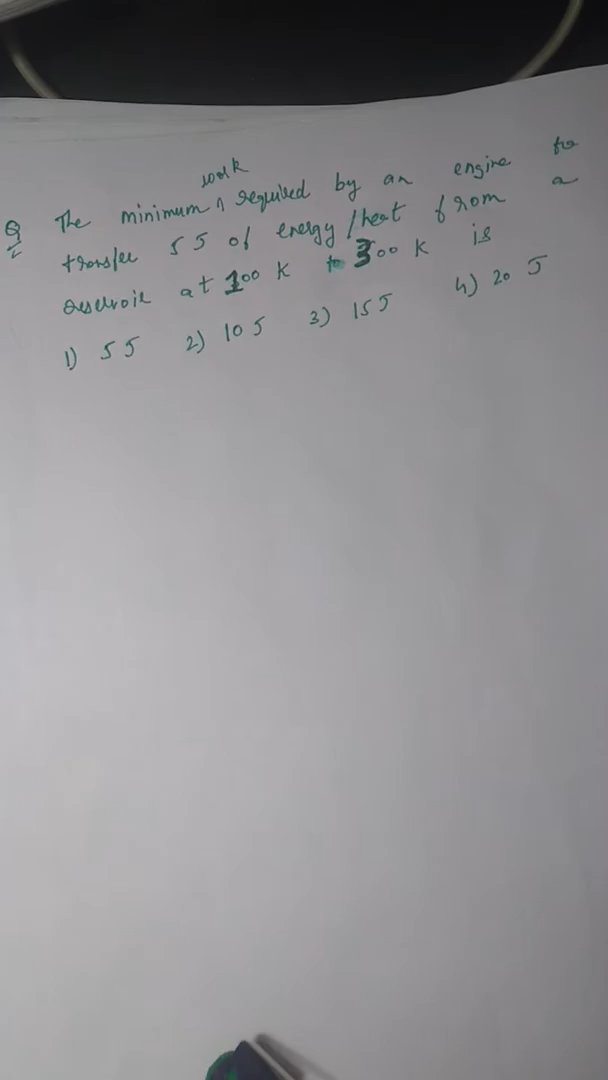 work
Q The minimum ^ required by an engine to
transfer 5 J of energy/heat from a
reservoir at 100 K to 300 K is
1) 5 J 2) 10 J 3) 15 J 4) 20 J